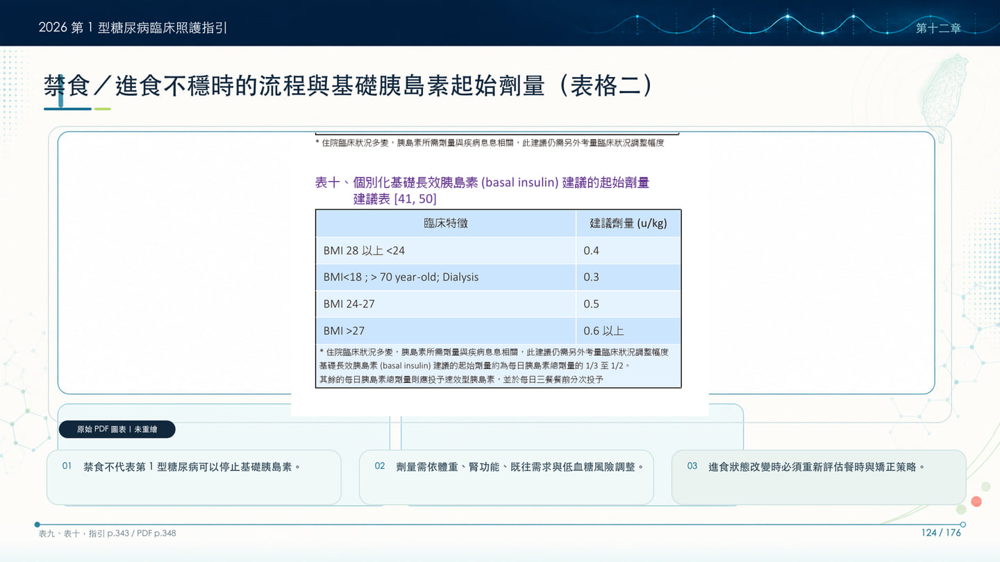 2026 第 1 型糖尿病臨床照護指引
第十二章
禁食／進食不穩時的流程與基礎胰島素起始劑量（表格二）
* 住院臨床狀況多變，胰島素所需劑量與疾病息息相關，此建議仍需另外考量臨床狀況調整幅度
表十、個別化基礎長效胰島素 (basal insulin) 建議的起始劑量
建議表 [41, 50]
臨床特徵 建議劑量 (u/kg)
BMI 28 以上 <24 0.4
BMI<18 ; > 70 year-old; Dialysis 0.3
BMI 24-27 0.5
BMI >27 0.6 以上
* 住院臨床狀況多變，胰島素所需劑量與疾病息息相關，此建議仍需另外考量臨床狀況調整幅度
基礎長效胰島素 (basal insulin) 建議的起始劑量約為每日胰島素總劑量的 1/3 至 1/2。
其餘的每日胰島素總劑量則應投予速效型胰島素，並於每日三餐餐前分次投予
原始 PDF 圖表｜未重繪
01 禁食不代表第 1 型糖尿病可以停止基礎胰島素。
02 劑量需依體重、腎功能、既往需求與低血糖風險調整。
03 進食狀態改變時必須重新評估餐時與矯正策略。
表九、表十，指引 p.343 / PDF p.348
124 / 176